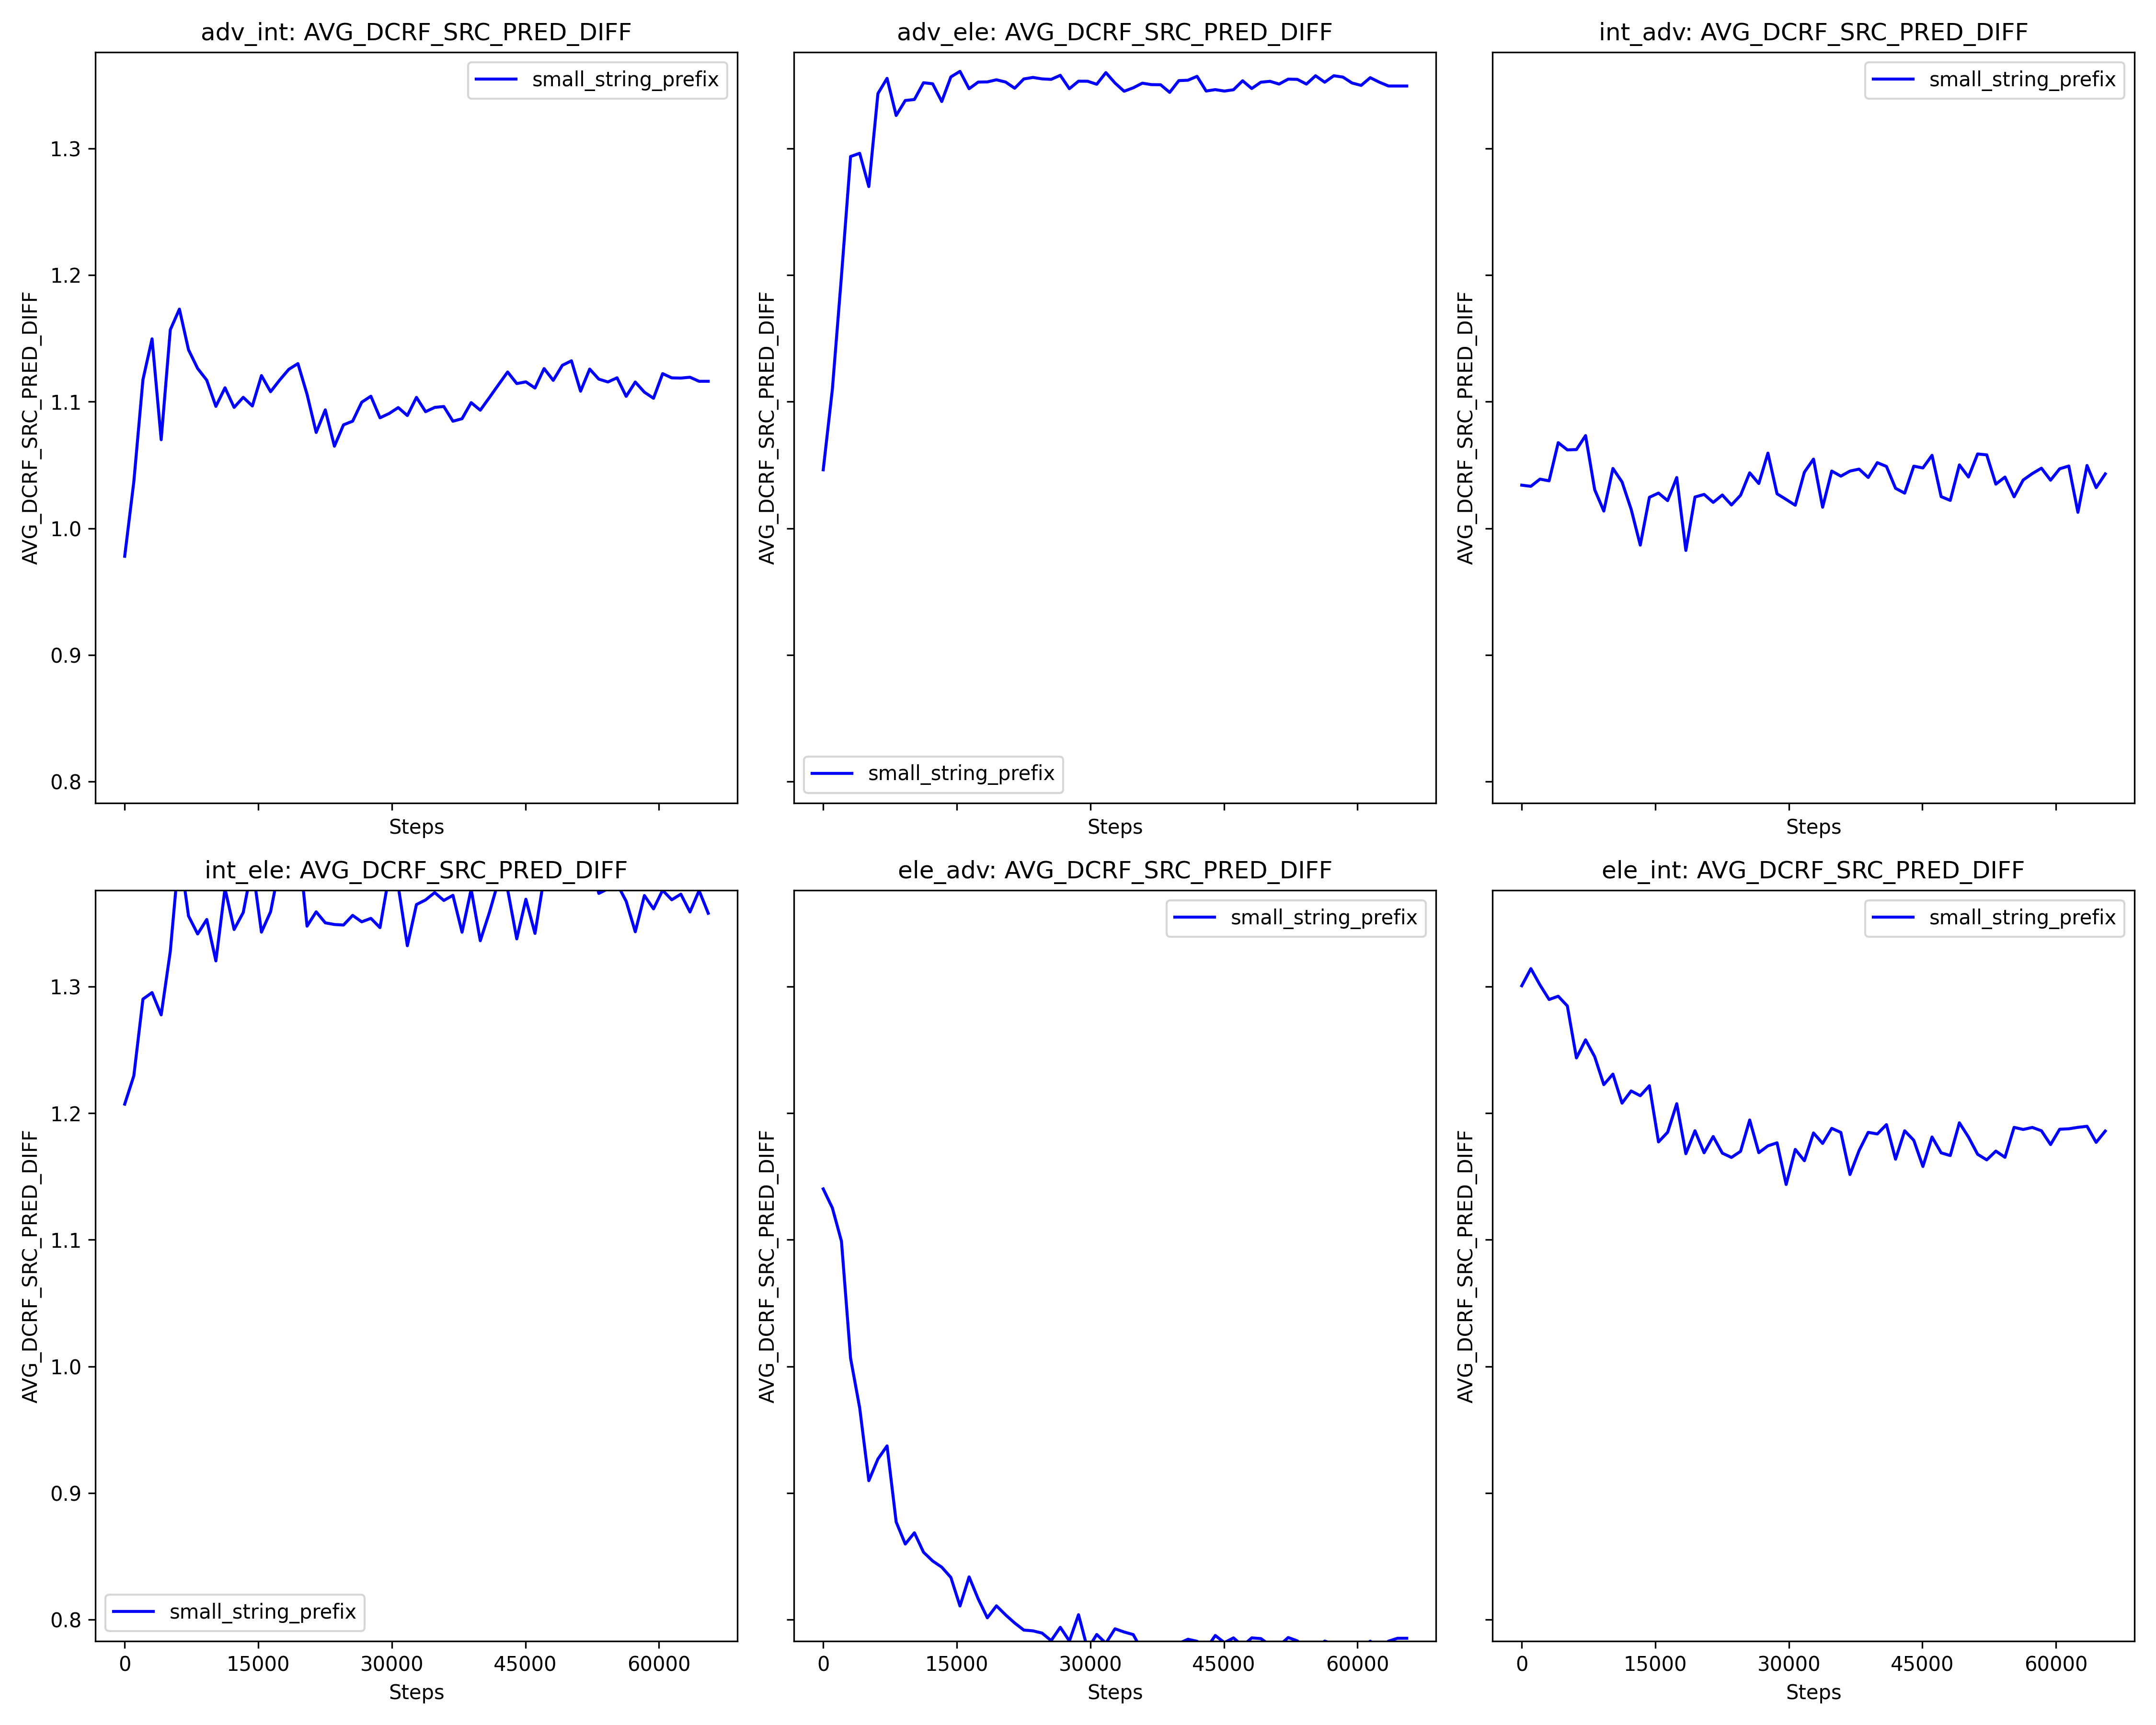 adv_int: AVG_DCRF_SRC_PRED_DIFF
AVG_DCRF_SRC_PRED_DIFF
1.3
1.2
1.1
1.0
0.9
0.8
small_string_prefix
Steps
adv_ele: AVG_DCRF_SRC_PRED_DIFF
AVG_DCRF_SRC_PRED_DIFF
small_string_prefix
Steps
int_adv: AVG_DCRF_SRC_PRED_DIFF
AVG_DCRF_SRC_PRED_DIFF
small_string_prefix
Steps
int_ele: AVG_DCRF_SRC_PRED_DIFF
AVG_DCRF_SRC_PRED_DIFF
1.3
1.2
1.1
1.0
0.9
0.8
small_string_prefix
0 15000 30000 45000 60000
Steps
ele_adv: AVG_DCRF_SRC_PRED_DIFF
AVG_DCRF_SRC_PRED_DIFF
small_string_prefix
0 15000 30000 45000 60000
Steps
ele_int: AVG_DCRF_SRC_PRED_DIFF
AVG_DCRF_SRC_PRED_DIFF
small_string_prefix
0 15000 30000 45000 60000
Steps